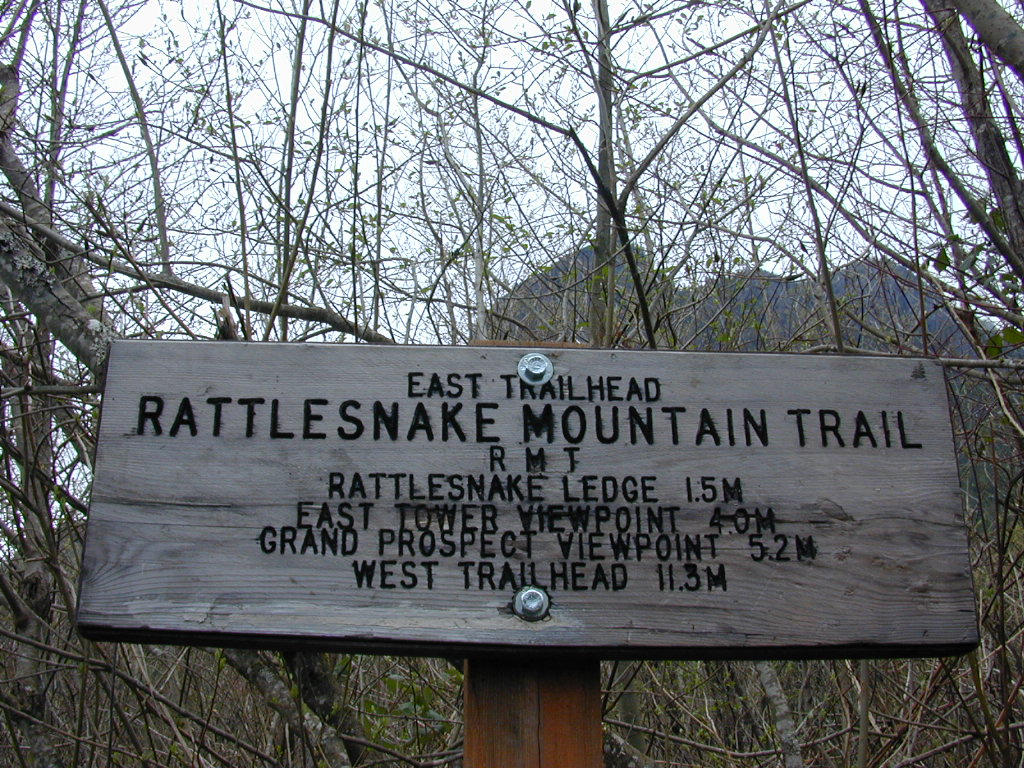 EAST TRAILHEAD
RATTLESNAKE MOUNTAIN TRAIL
R M T
RATTLESNAKE LEDGE 1.5M
EAST TOWER VIEWPOINT 4.0M
GRAND PROSPECT VIEWPOINT 5.2M
WEST TRAILHEAD 11.3M